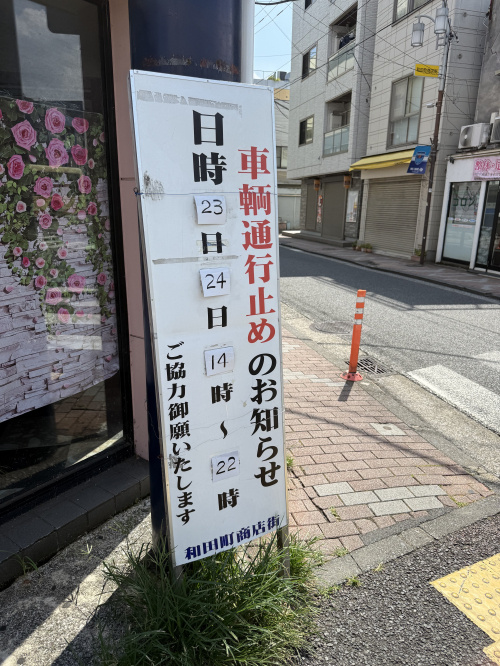 車輌通行止めのお知らせ
日時
23日
24日
14時～22時
ご協力御願いたします
和田町商店街